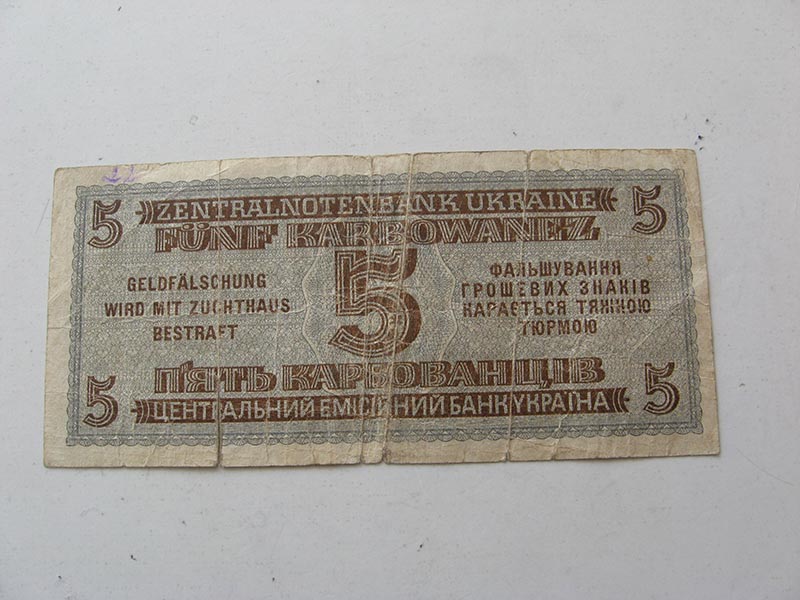 22
5 ZENTRALNOTENBANK UKRAINE 5
FÜNF KARBOWANEZ
GELDFÄLSCHUNG
WIRD MIT ZUCHTHAUS
BESTRAFT
5
ФАЛЬШУВАННЯ
ГРОШЕВИХ ЗНАКІВ
КАРАЄТЬСЯ ТЯЖКОЮ
ТЮРМОЮ
П'ЯТЬ КАРБОВАНЦІВ
5 ЦЕНТРАЛЬНИЙ ЕМІСІЙНИЙ БАНК УКРАЇНА 5